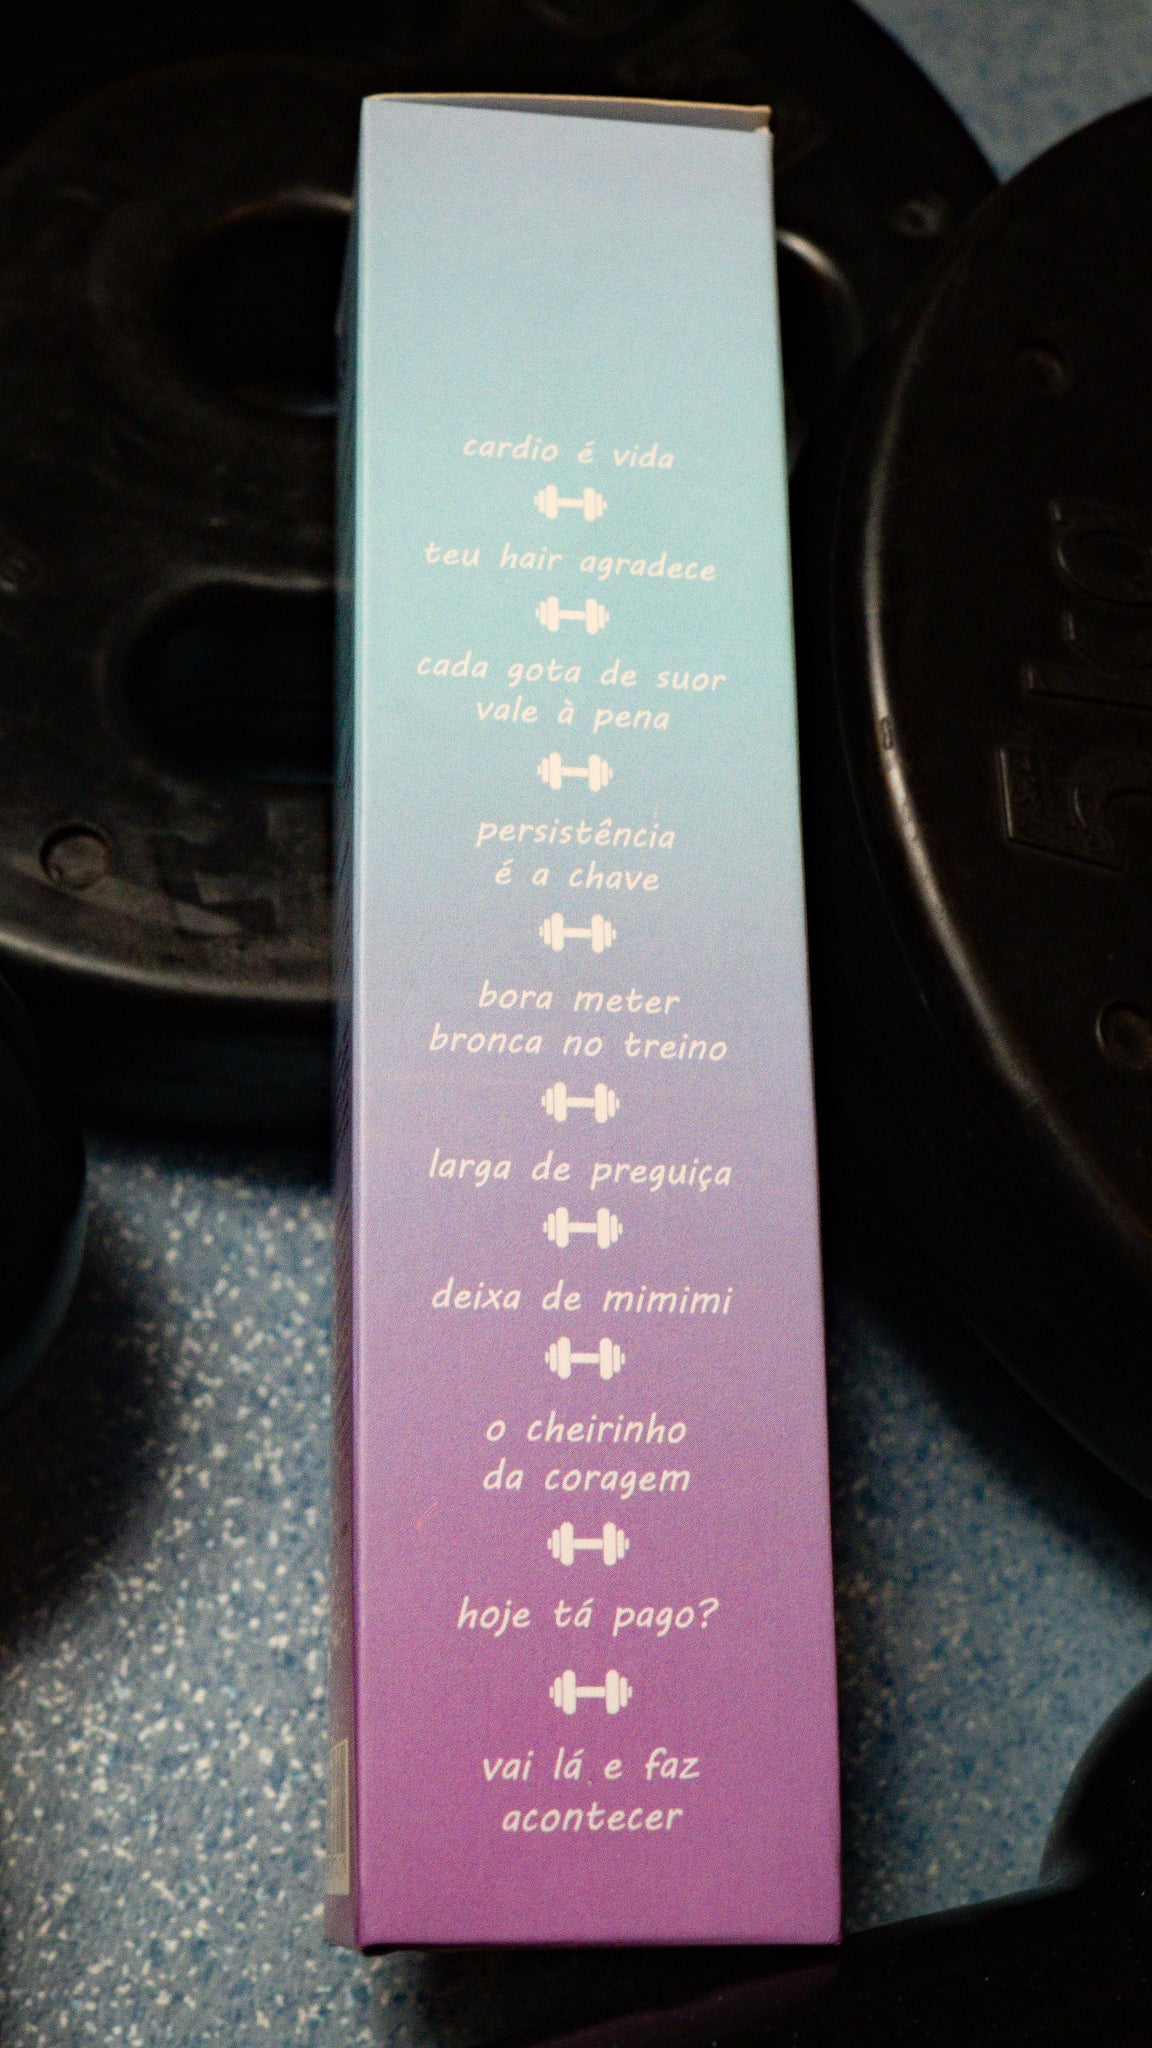 cardio é vida
teu hair agradece
cada gota de suor
vale à pena
persistência
é a chave
bora meter
bronca no treino
larga de preguiça
deixa de mimimi
o cheirinho
da coragem
hoje tá pago?
vai lá e faz
acontecer
5kg